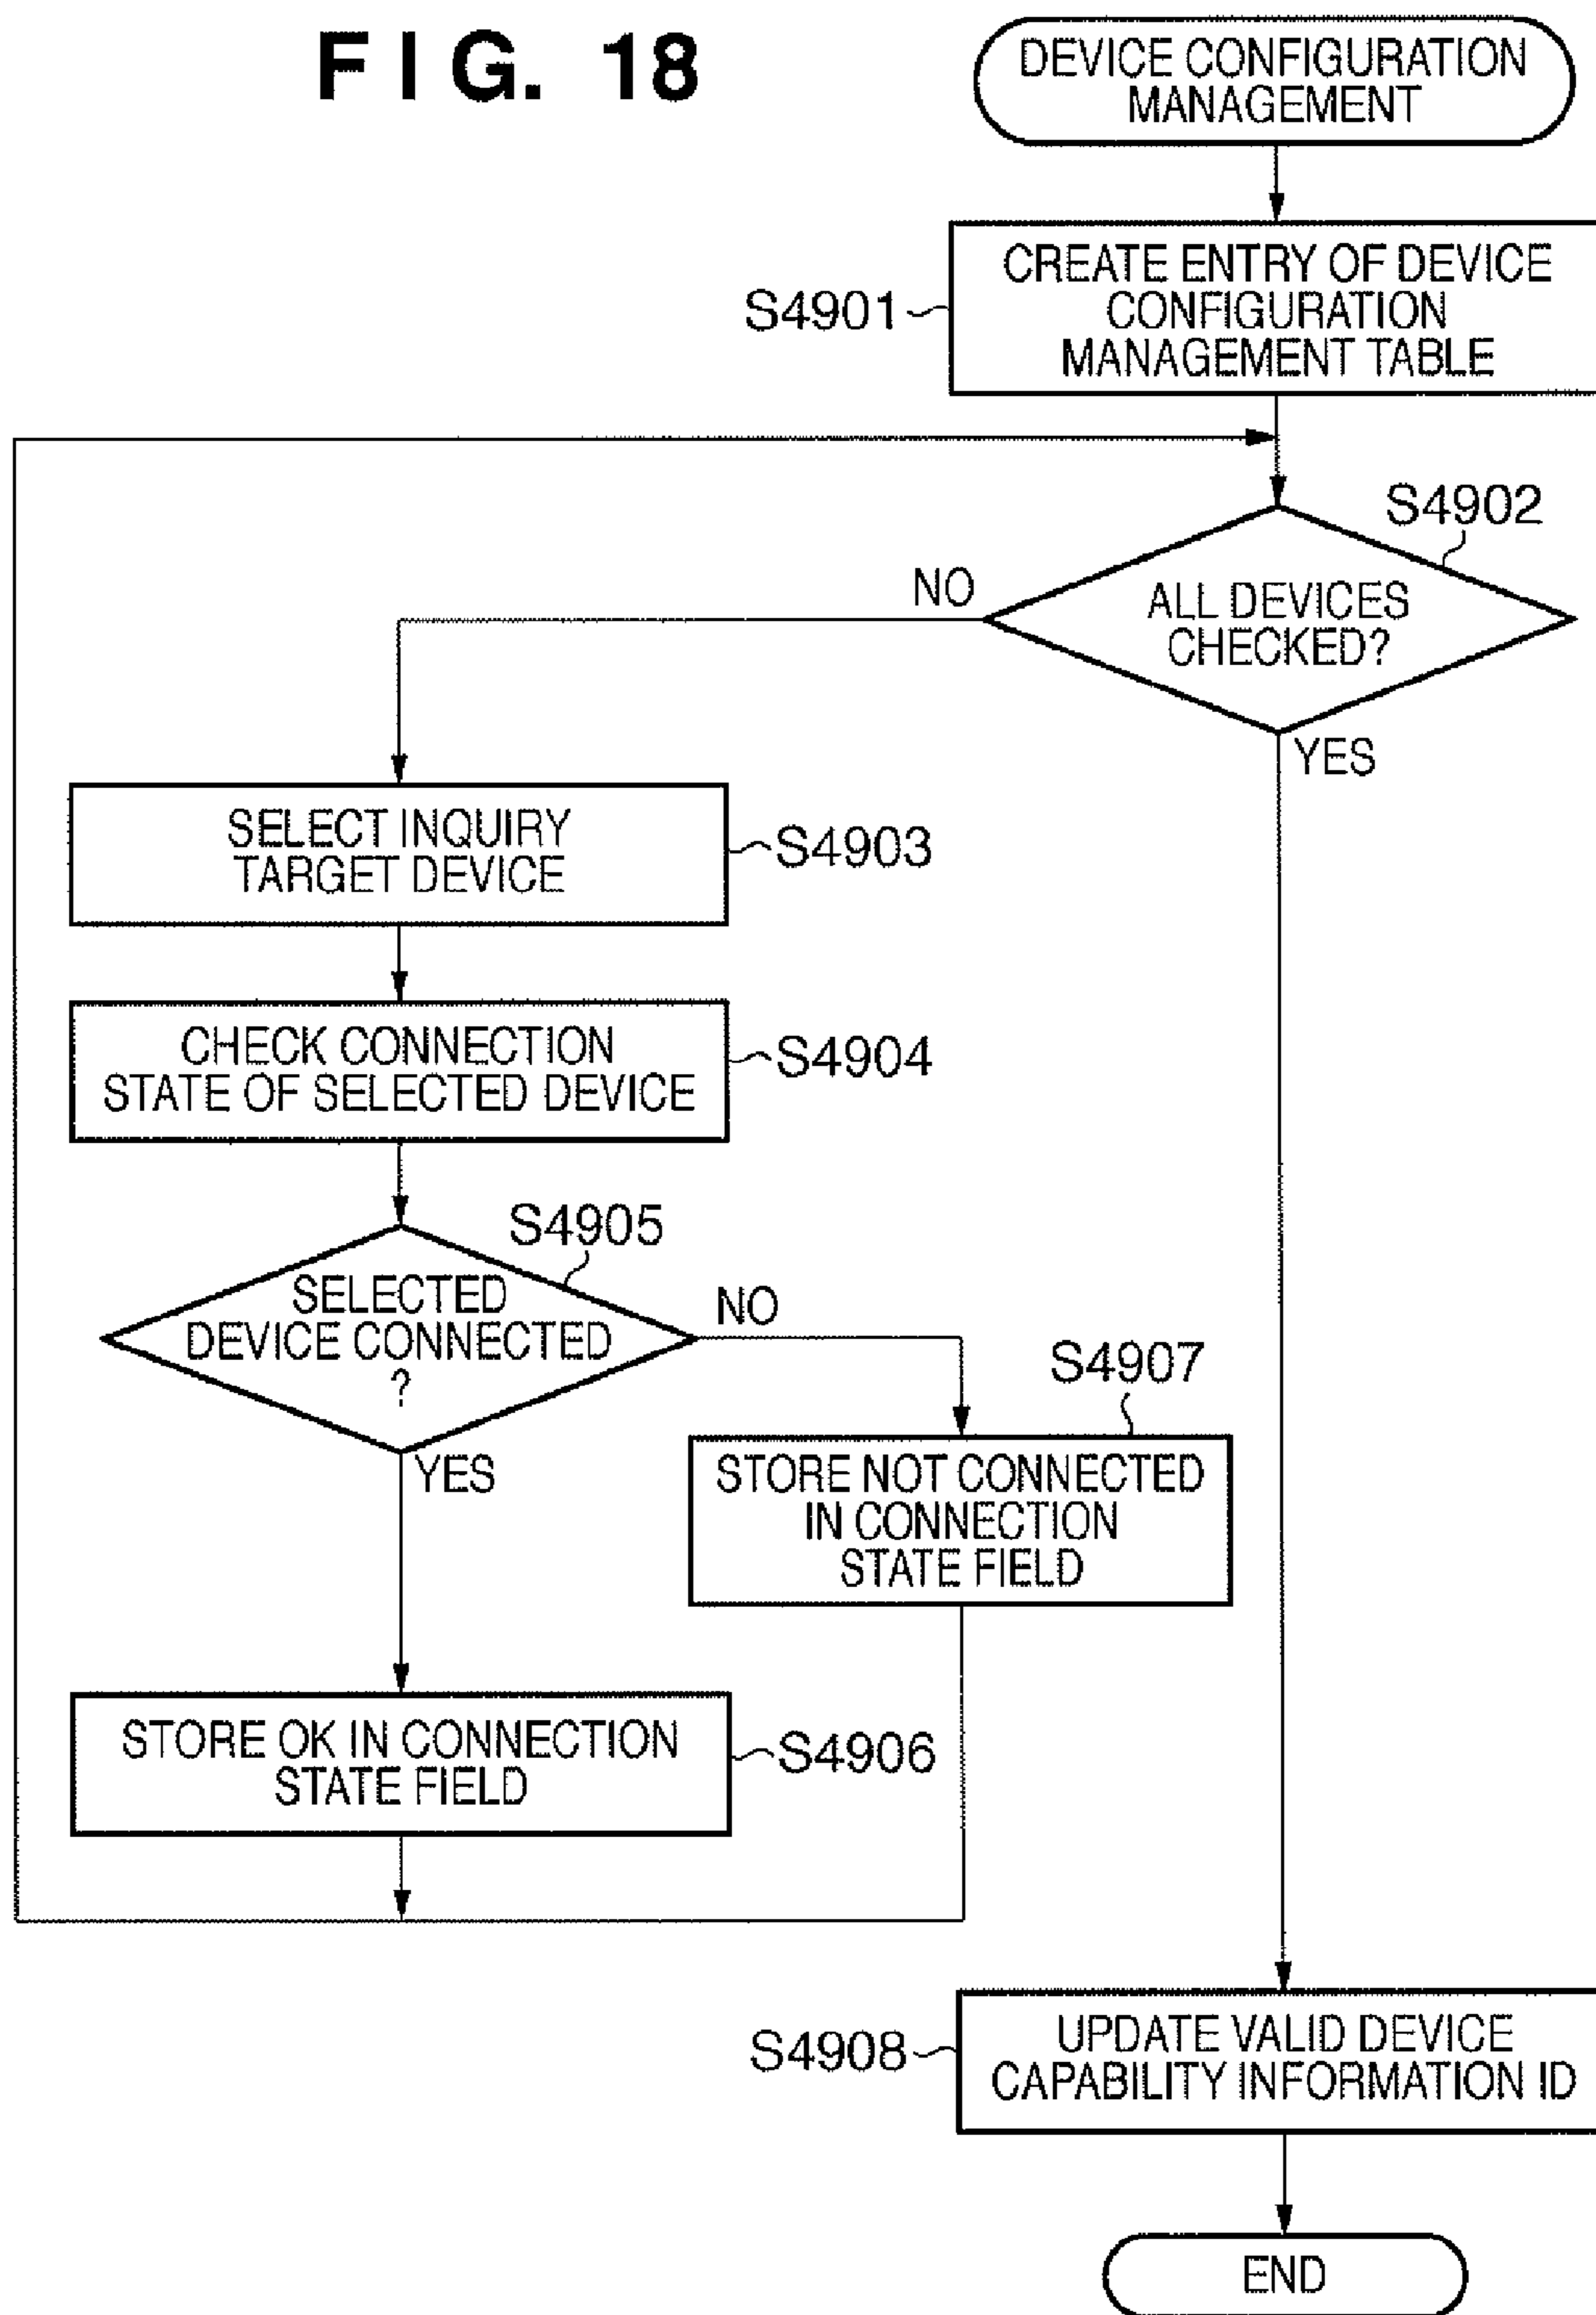 FIG. 18
DEVICE CONFIGURATION
MANAGEMENT
CREATE ENTRY OF DEVICE
CONFIGURATION
MANAGEMENT TABLE
S4901
S4902
ALL DEVICES
CHECKED?
NO
YES
SELECT INQUIRY
TARGET DEVICE
S4903
CHECK CONNECTION
STATE OF SELECTED DEVICE
S4904
S4905
SELECTED
DEVICE CONNECTED
?
NO
YES
S4907
STORE NOT CONNECTED
IN CONNECTION
STATE FIELD
STORE OK IN CONNECTION
STATE FIELD
S4906
S4908
UPDATE VALID DEVICE
CAPABILITY INFORMATION ID
END